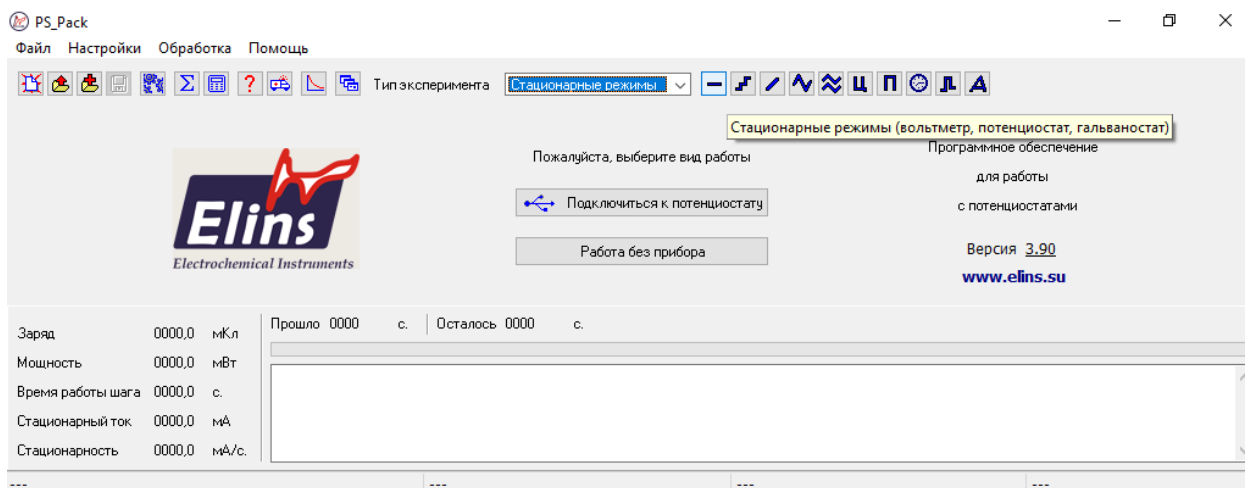 PS_Pack
Файл Настройки Обработка Помощь
Тип эксперимента Стационарные режимы Ц П А
Стационарные режимы (вольтметр, потенциостат, гальваностат)
Elins
Electrochemical Instruments
Пожалуйста, выберите вид работы
Подключиться к потенциостату
Работа без прибора
Программное обеспечение
для работы
с потенциостатами
Версия 3.90
www.elins.su
Заряд 0000,0 мКл
Мощность 0000,0 мВт
Время работы шага 0000,0 с.
Стационарный ток 0000,0 мА
Стационарность 0000,0 мА/с.
Прошло 0000 с. Осталось 0000 с.
--- --- --- ---